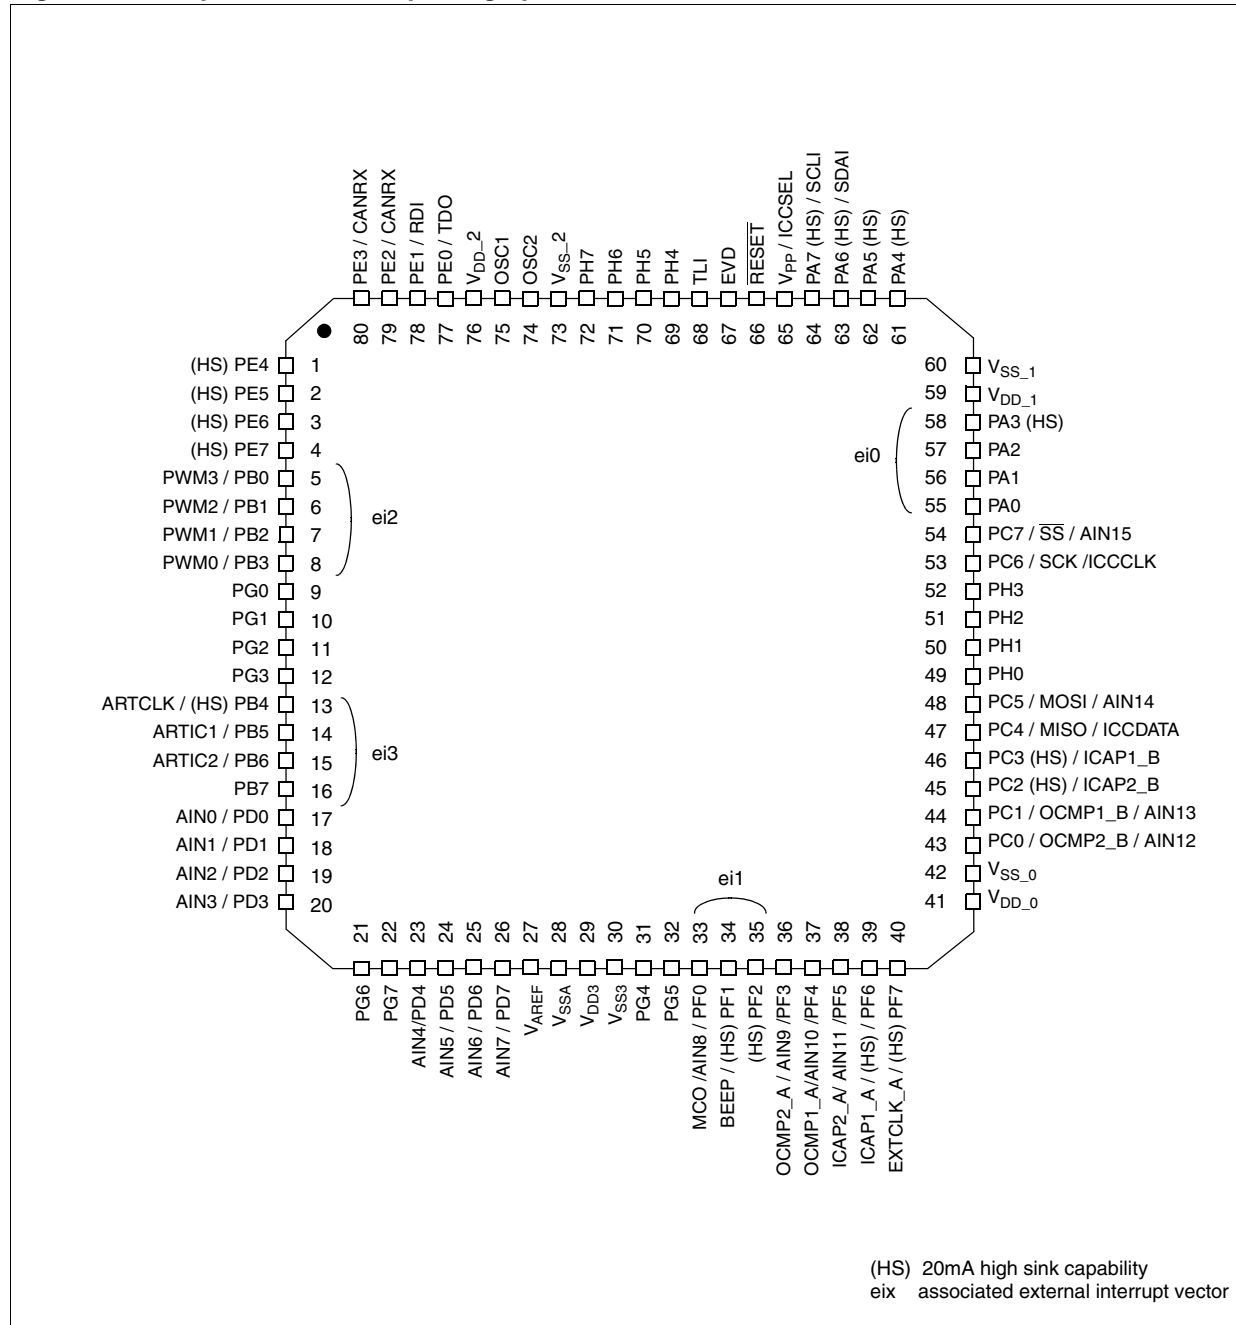 PE3 / CANRX
PE2 / CANRX
PE1 / RDI
PE0 / TDO
VDD_2
OSC1
OSC2
VSS_2
PH7
PH6
PH5
PH4
TLI
EVD
RESET
VPP / ICCSEL
PA7 (HS) / SCLI
PA6 (HS) / SDAI
PA5 (HS)
PA4 (HS)
80 79 78 77 76 75 74 73 72 71 70 69 68 67 66 65 64 63 62 61
(HS) PE4 1
(HS) PE5 2
(HS) PE6 3
(HS) PE7 4
PWM3 / PB0 5
PWM2 / PB1 6
PWM1 / PB2 7
PWM0 / PB3 8
ei2
PG0 9
PG1 10
PG2 11
PG3 12
ARTCLK / (HS) PB4 13
ARTIC1 / PB5 14
ARTIC2 / PB6 15
PB7 16
ei3
AIN0 / PD0 17
AIN1 / PD1 18
AIN2 / PD2 19
AIN3 / PD3 20
60 VSS_1
59 VDD_1
58 PA3 (HS)
57 PA2
56 PA1
55 PA0
ei0
54 PC7 / SS / AIN15
53 PC6 / SCK /ICCCLK
52 PH3
51 PH2
50 PH1
49 PH0
48 PC5 / MOSI / AIN14
47 PC4 / MISO / ICCDATA
46 PC3 (HS) / ICAP1_B
45 PC2 (HS) / ICAP2_B
44 PC1 / OCMP1_B / AIN13
43 PC0 / OCMP2_B / AIN12
42 VSS_0
41 VDD_0
ei1
21 22 23 24 25 26 27 28 29 30 31 32 33 34 35 36 37 38 39 40
PG6
PG7
AIN4/PD4
AIN5 / PD5
AIN6 / PD6
AIN7 / PD7
VAREF
VSSA
VDD3
VSS3
PG4
PG5
MCO /AIN8 / PF0
BEEP / (HS) PF1
(HS) PF2
OCMP2_A / AIN9 /PF3
OCMP1_A/AIN10 /PF4
ICAP2_A/ AIN11 /PF5
ICAP1_A / (HS) / PF6
EXTCLK_A / (HS) PF7
(HS) 20mA high sink capability
eix associated external interrupt vector